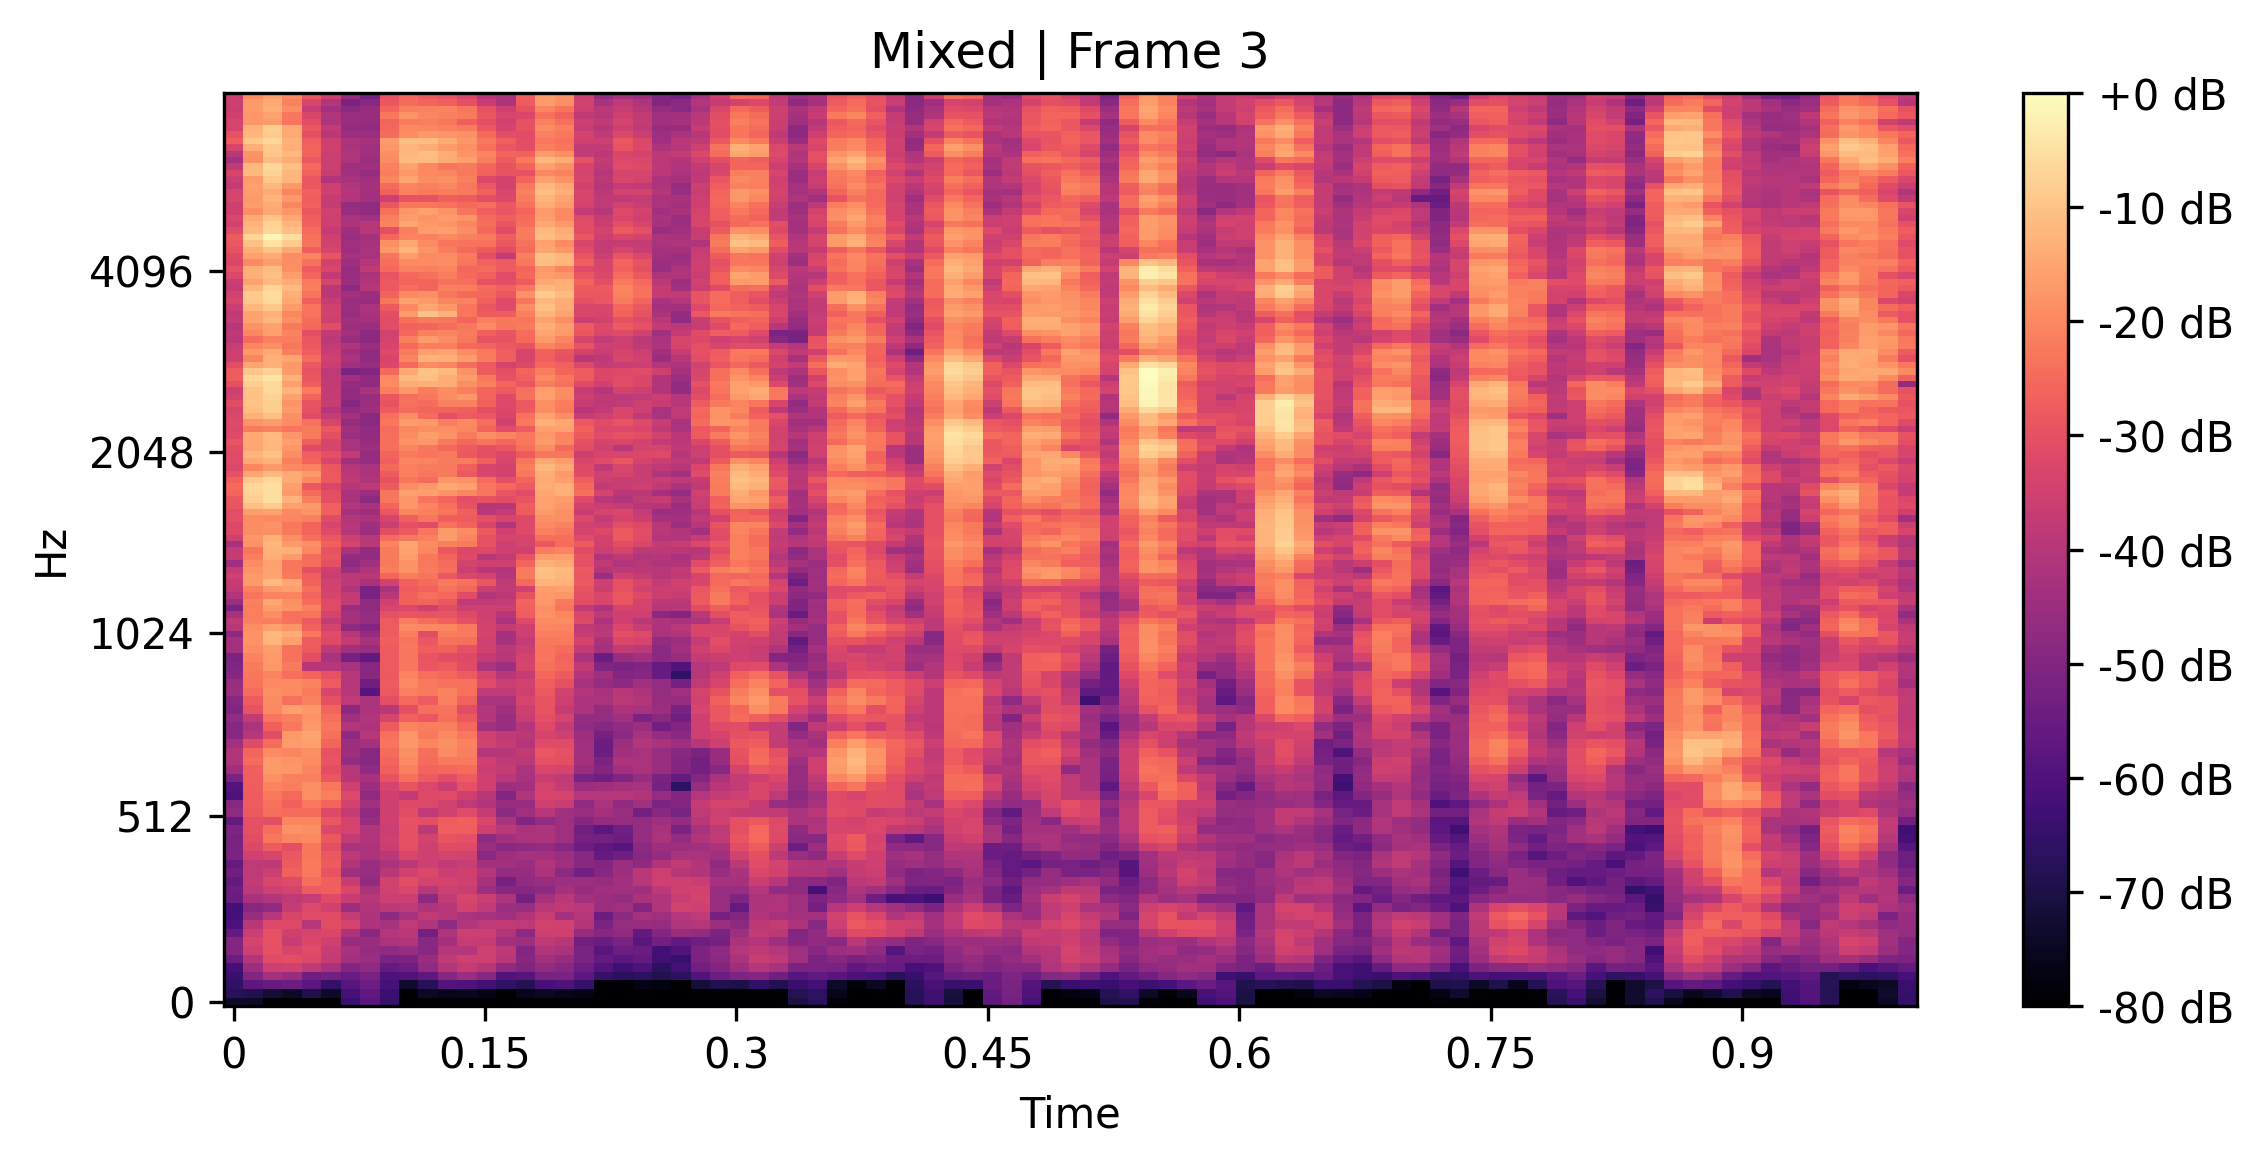 Mixed | Frame 3
Hz
4096
2048
1024
512
0
0 0.15 0.3 0.45 0.6 0.75 0.9
Time
+0 dB
-10 dB
-20 dB
-30 dB
-40 dB
-50 dB
-60 dB
-70 dB
-80 dB